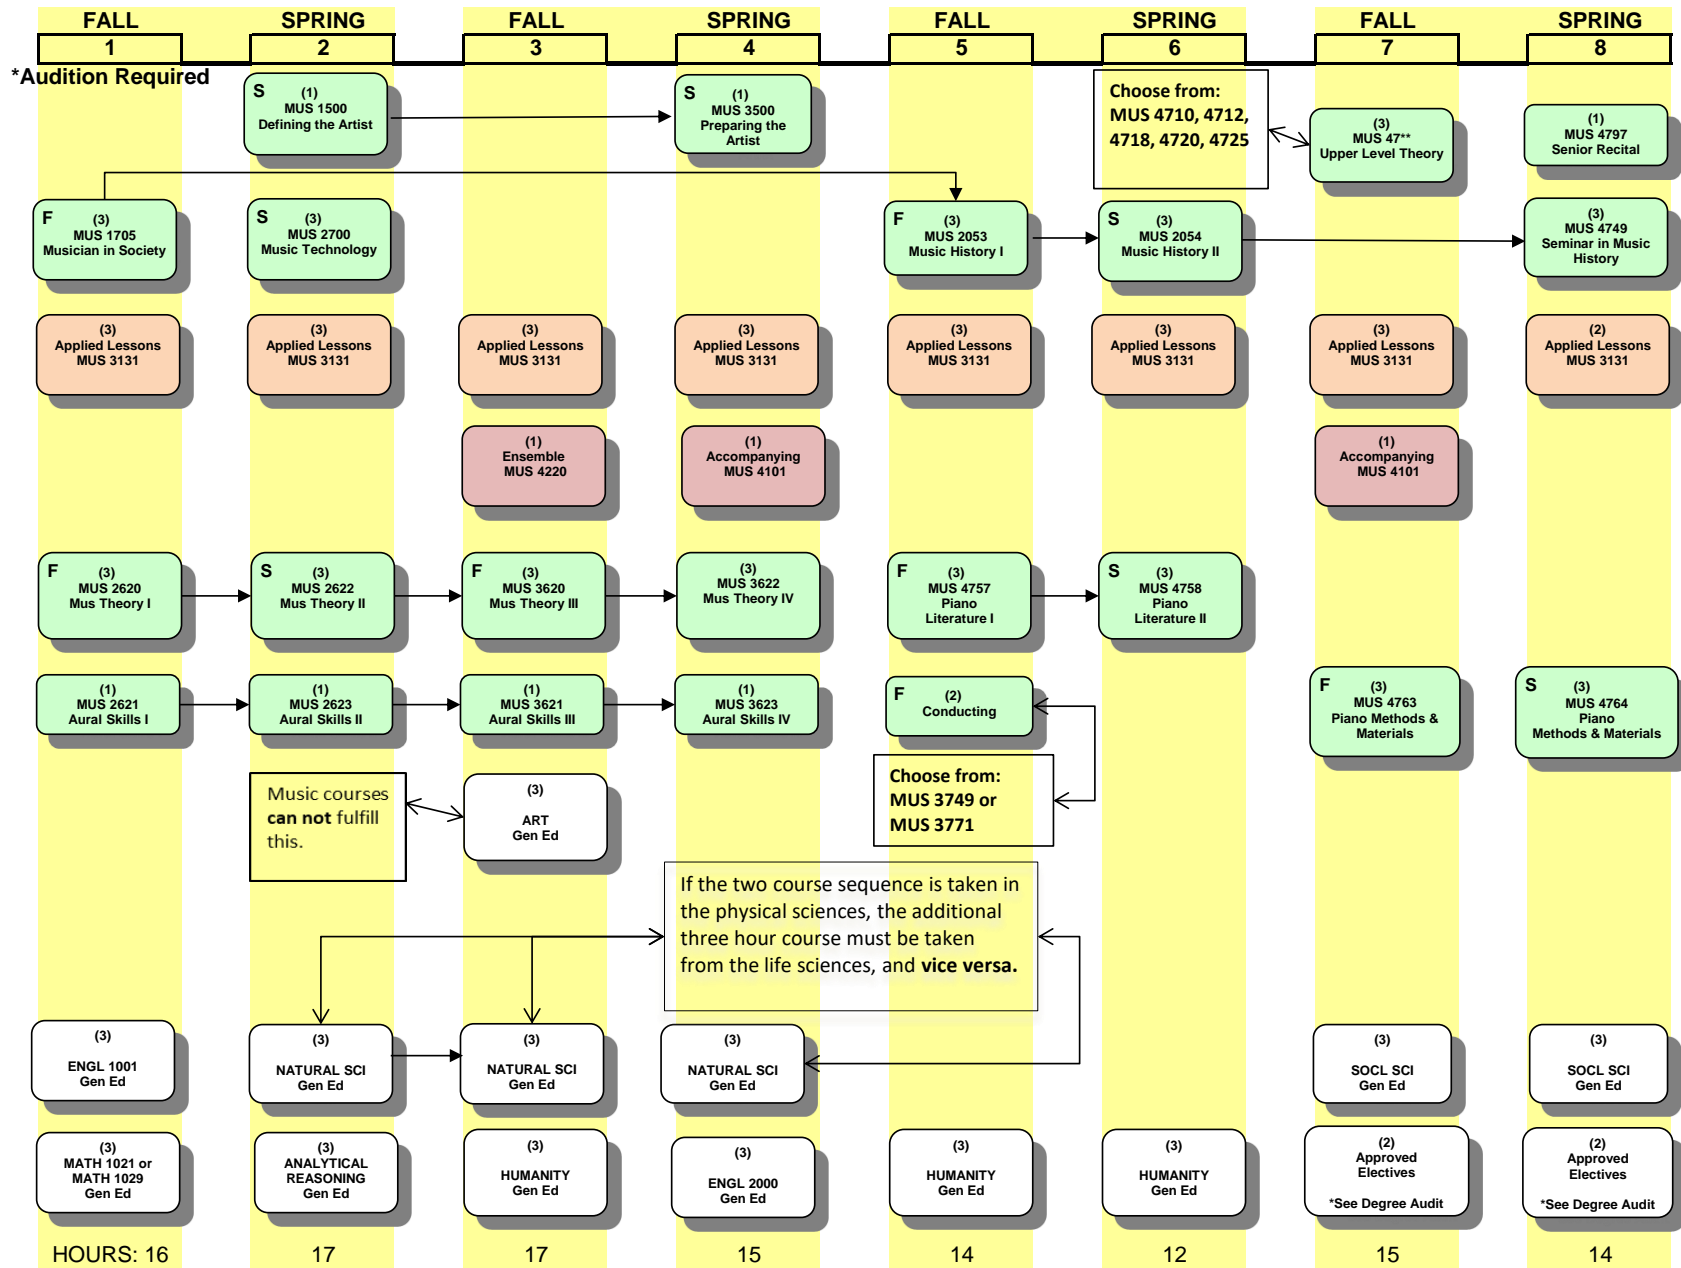 FALL SPRING FALL SPRING FALL SPRING FALL SPRING
1 2 3 4 5 6 7 8
*Audition Required
S (1)
MUS 1500
Defining the Artist
S (1)
MUS 3500
Preparing the
Artist
Choose from:
MUS 4710, 4712,
4718, 4720, 4725
(3)
MUS 47**
Upper Level Theory
(1)
MUS 4797
Senior Recital
F (3)
MUS 1705
Musician in Society
S (3)
MUS 2700
Music Technology
F (3)
MUS 2053
Music History I
S (3)
MUS 2054
Music History II
(3)
MUS 4749
Seminar in Music
History
(3)
Applied Lessons
MUS 3131
(3)
Applied Lessons
MUS 3131
(3)
Applied Lessons
MUS 3131
(3)
Applied Lessons
MUS 3131
(3)
Applied Lessons
MUS 3131
(3)
Applied Lessons
MUS 3131
(3)
Applied Lessons
MUS 3131
(2)
Applied Lessons
MUS 3131
(1)
Ensemble
MUS 4220
(1)
Accompanying
MUS 4101
(1)
Accompanying
MUS 4101
F (3)
MUS 2620
Mus Theory I
S (3)
MUS 2622
Mus Theory II
F (3)
MUS 3620
Mus Theory III
(3)
MUS 3622
Mus Theory IV
F (3)
MUS 4757
Piano
Literature I
S (3)
MUS 4758
Piano
Literature II
(1)
MUS 2621
Aural Skills I
(1)
MUS 2623
Aural Skills II
(1)
MUS 3621
Aural Skills III
(1)
MUS 3623
Aural Skills IV
F (2)
Conducting
F (3)
MUS 4763
Piano Methods &
Materials
S (3)
MUS 4764
Piano
Methods & Materials
Music courses
can not fulfill
this.
(3)
ART
Gen Ed
Choose from:
MUS 3749 or
MUS 3771
If the two course sequence is taken in
the physical sciences, the additional
three hour course must be taken
from the life sciences, and vice versa.
(3)
ENGL 1001
Gen Ed
(3)
NATURAL SCI
Gen Ed
(3)
NATURAL SCI
Gen Ed
(3)
NATURAL SCI
Gen Ed
(3)
SOCL SCI
Gen Ed
(3)
SOCL SCI
Gen Ed
(3)
MATH 1021 or
MATH 1029
Gen Ed
(3)
ANALYTICAL
REASONING
Gen Ed
(3)
HUMANITY
Gen Ed
(3)
ENGL 2000
Gen Ed
(3)
HUMANITY
Gen Ed
(3)
HUMANITY
Gen Ed
(2)
Approved
Electives
*See Degree Audit
(2)
Approved
Electives
*See Degree Audit
HOURS: 16 17 17 15 14 12 15 14